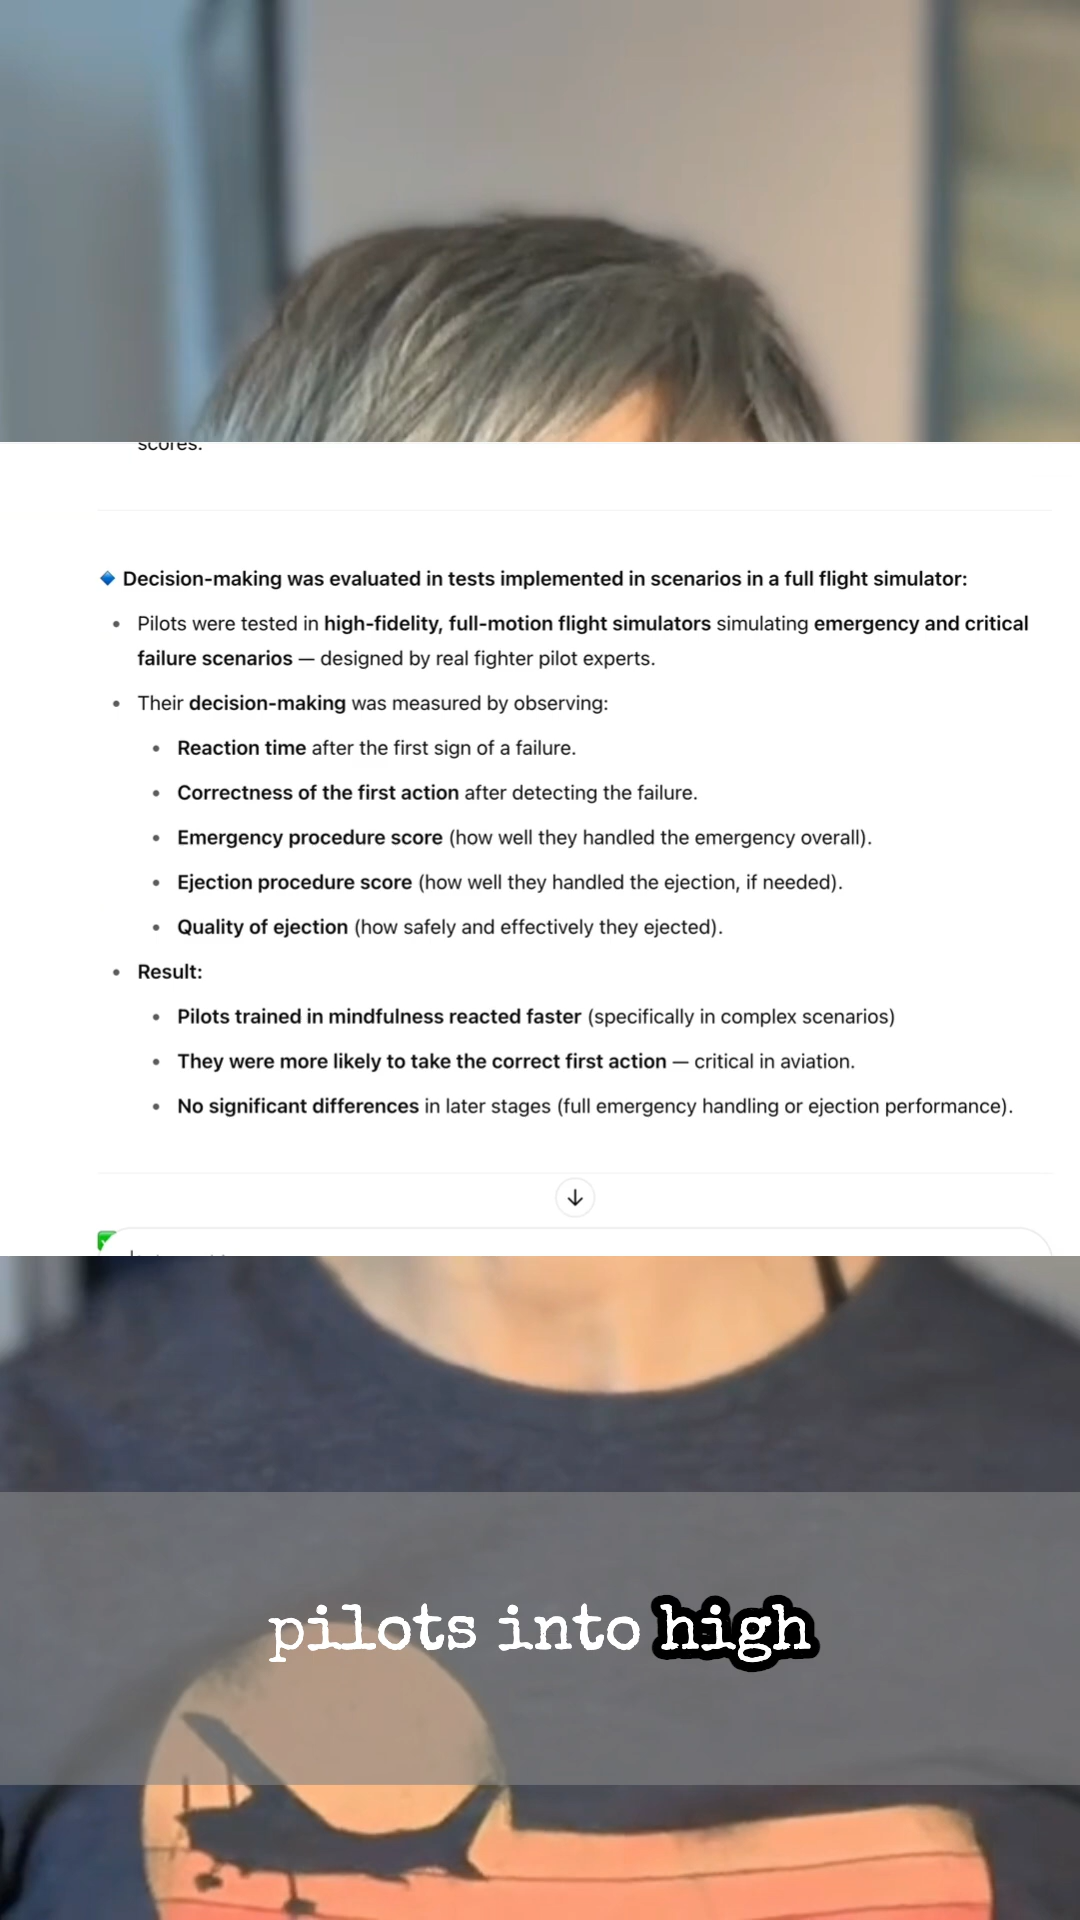 scores.
🔹 Decision-making was evaluated in tests implemented in scenarios in a full flight simulator:
• Pilots were tested in high-fidelity, full-motion flight simulators simulating emergency and critical
failure scenarios — designed by real fighter pilot experts.
• Their decision-making was measured by observing:
• Reaction time after the first sign of a failure.
• Correctness of the first action after detecting the failure.
• Emergency procedure score (how well they handled the emergency overall).
• Ejection procedure score (how well they handled the ejection, if needed).
• Quality of ejection (how safely and effectively they ejected).
• Result:
• Pilots trained in mindfulness reacted faster (specifically in complex scenarios)
• They were more likely to take the correct first action — critical in aviation.
• No significant differences in later stages (full emergency handling or ejection performance).
pilots into high